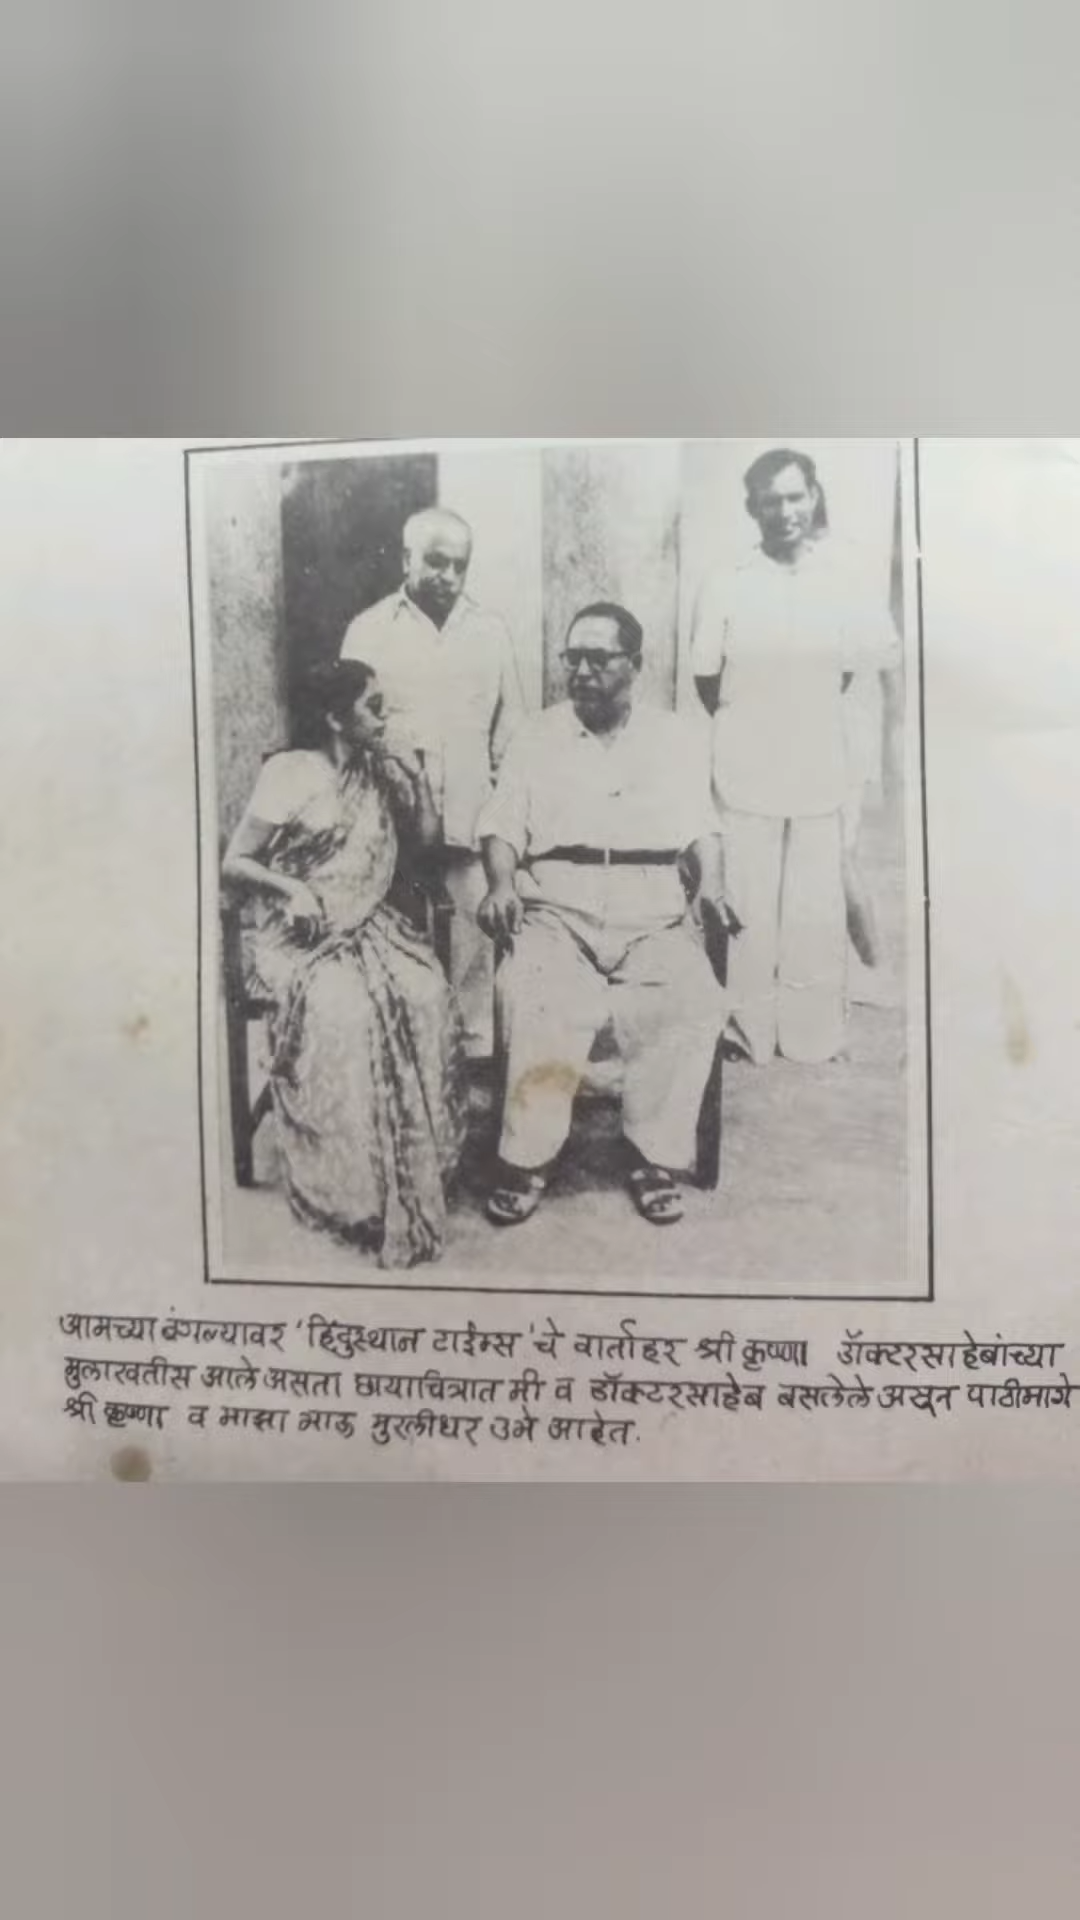 आमच्या बंगल्यावर 'हिंदुस्थान टाईम्स' चे वार्ताहर श्री कृष्णा डॉक्टरसाहेबांच्या
मुलाखतीस आले असता छायाचित्रात मी व डॉक्टरसाहेब बसलेले असून पाठीमागे
श्री कृष्णा व माझा भाऊ मुरलीधर उभे आहेत.